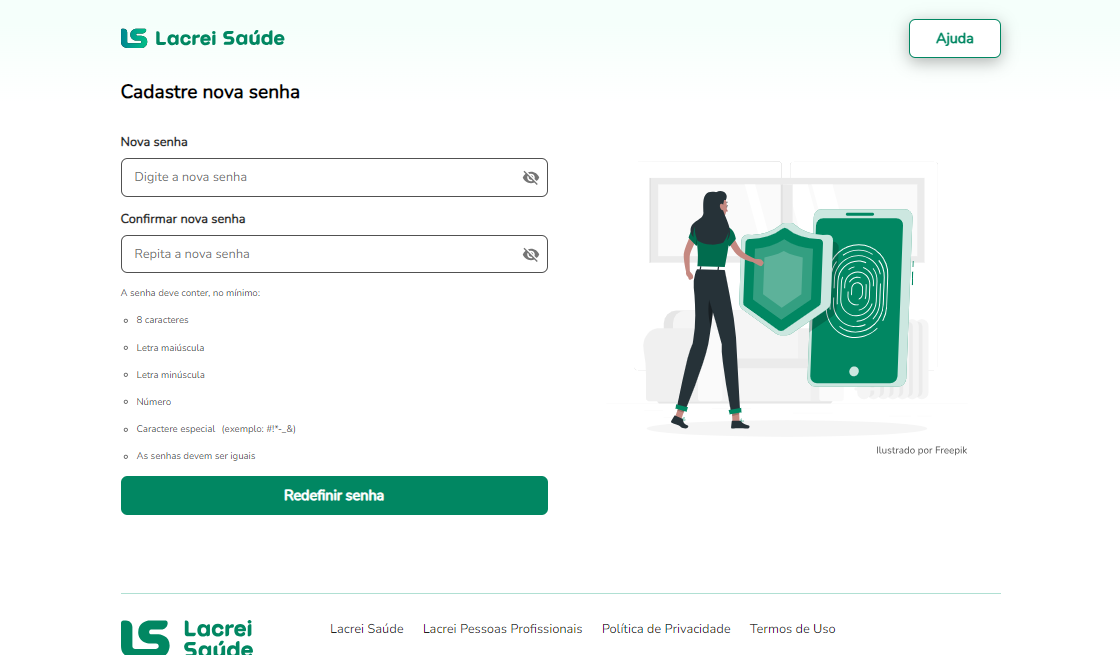 Lacrei Saúde
Ajuda
Cadastre nova senha
Nova senha
Digite a nova senha
Confirmar nova senha
Repita a nova senha
A senha deve conter, no mínimo:
8 caracteres
Letra maiúscula
Letra minúscula
Número
Caractere especial (exemplo: #!*-_&)
As senhas devem ser iguais
Redefinir senha
Ilustrado por Freepik
Lacrei
Saúde
Lacrei Saúde Lacrei Pessoas Profissionais Política de Privacidade Termos de Uso